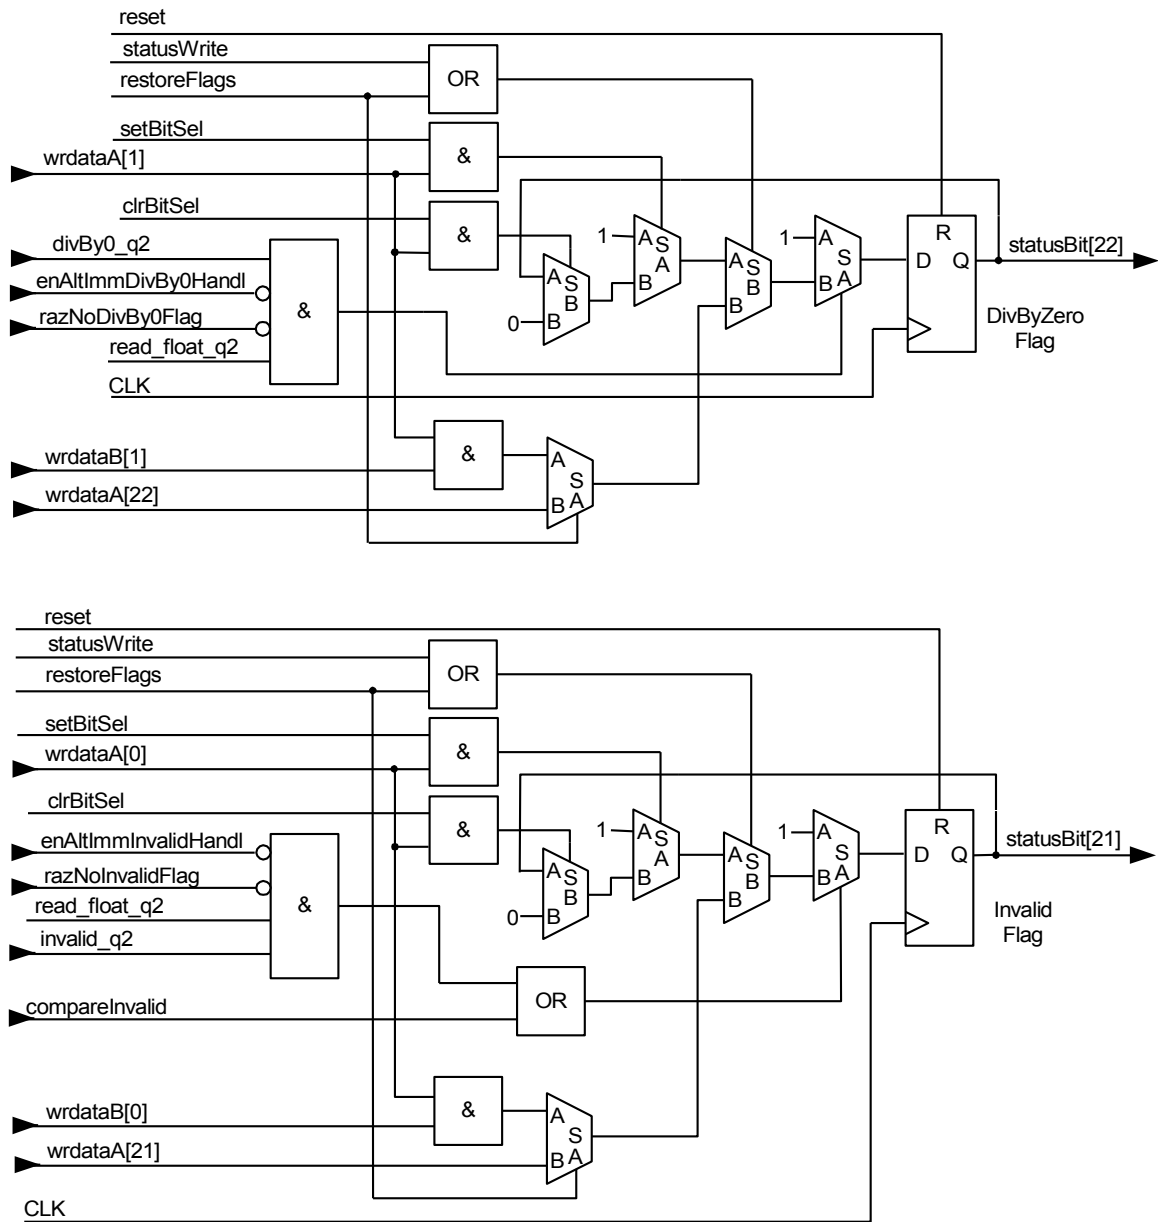 reset
statusWrite
restoreFlags
OR
setBitSel
&
wrdataA[1]
clrBitSel
&
1 A S A B
1 A S A B
R
D Q
statusBit[22]
A S B B
A S B B
0
DivByZero
Flag
divBy0_q2
enAltImmDivBy0Handl
&
razNoDivBy0Flag
read_float_q2
CLK
&
wrdataB[1]
wrdataA[22]
A
S
B A
reset
statusWrite
restoreFlags
OR
setBitSel
&
wrdataA[0]
clrBitSel
&
1 A S A B
1 A S A B
R
D Q
statusBit[21]
A S B B
A S B B
0
Invalid
Flag
enAltImmInvalidHandl
razNoInvalidFlag
&
read_float_q2
invalid_q2
OR
compareInvalid
&
wrdataB[0]
wrdataA[21]
A
S
B A
CLK